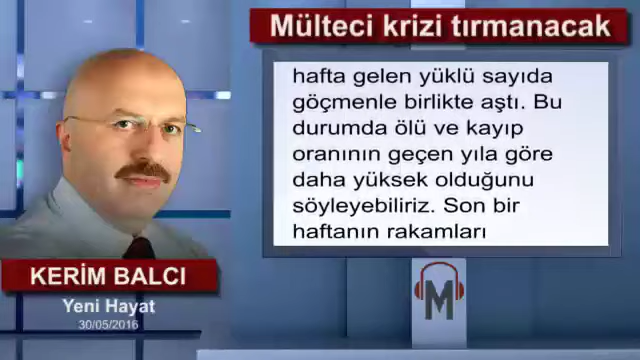 Mülteci krizi tırmanacak
hafta gelen yüklü sayıda
göçmenle birlikte aştı. Bu
durumda ölü ve kayıp
oranının geçen yıla göre
daha yüksek olduğunu
söyleyebiliriz. Son bir
haftanın rakamları
KERİM BALCI
Yeni Hayat
30/05/2016
M